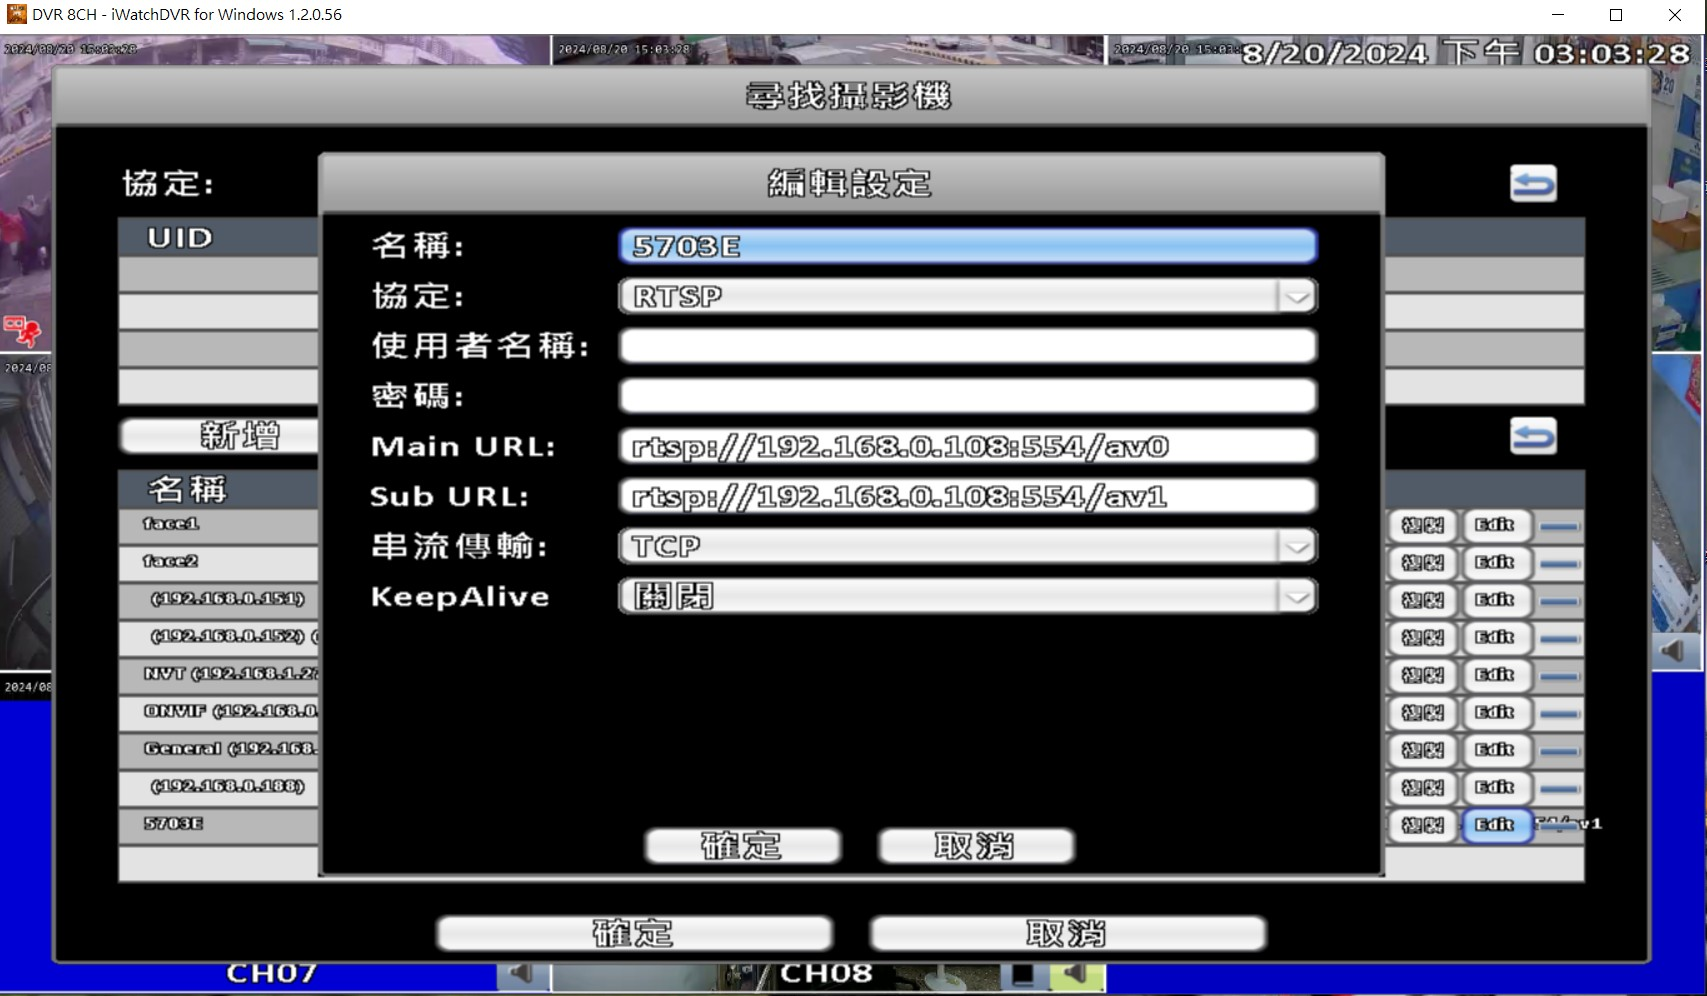 DVR 8CH - iWatchDVR for Windows 1.2.0.56
2024/08/20 15:03:28
2024/08/20 15:03:28
2024/08/20 15:03:
8/20/2024 下午 03:03:28
尋找攝影機
協定:
編輯設定
UID
名稱: 5703E
協定: RTSP
使用者名稱:
2024/08
密碼:
新增
Main URL: rtsp://192.168.0.108:554/av0
名稱
Sub URL: rtsp://192.168.0.108:554/av1
face1
複製 Edit
串流傳輸: TCP
face2
複製 Edit
KeepAlive 關閉
(192.168.0.151)
複製 Edit
(192.168.0.152) (
複製 Edit
NVT (192.168.1.2
複製 Edit
2024/08
ONVIF (192.168.0.
複製 Edit
General (192.168.
複製 Edit
(192.168.0.188)
複製 Edit
5703E
複製 Edit
/av1
確定 取消
確定 取消
CH07
CH08